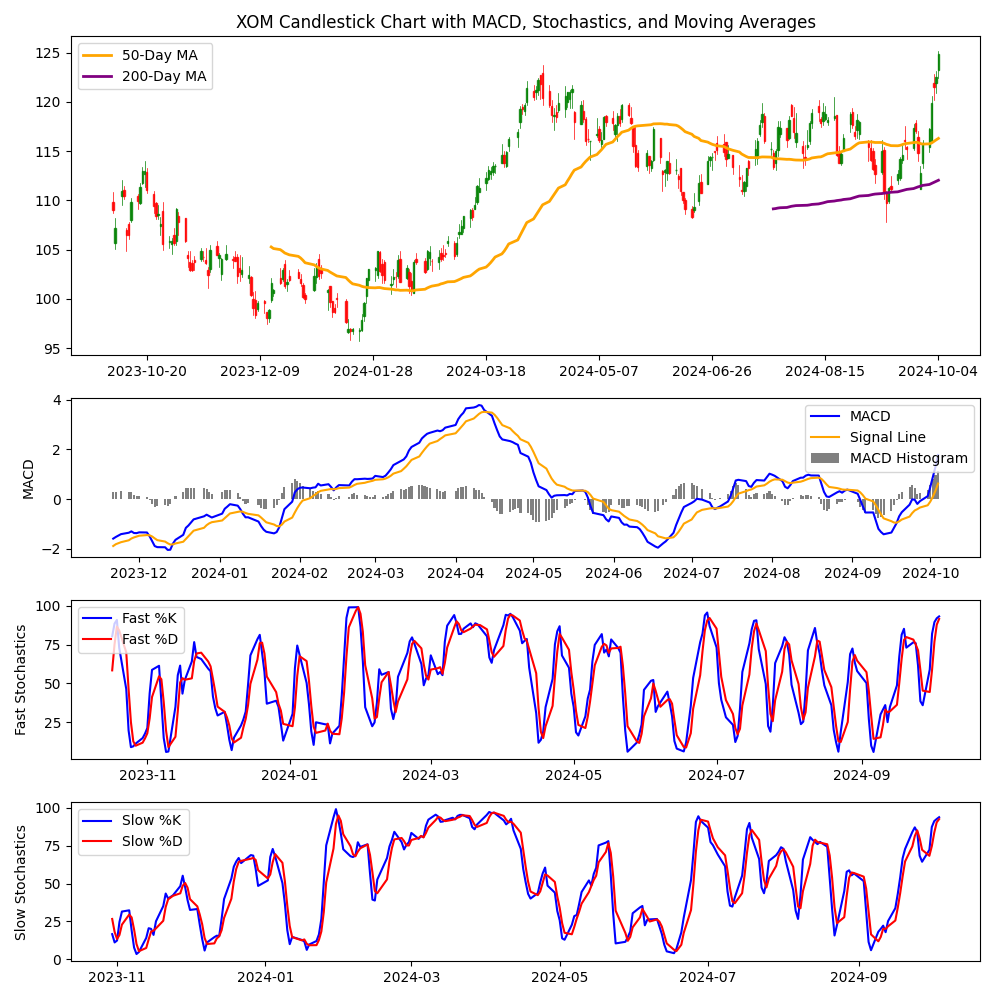 XOM Candlestick Chart with MACD, Stochastics, and Moving Averages
50-Day MA
200-Day MA
125
120
115
110
105
100
95
2023-10-20 2023-12-09 2024-01-28 2024-03-18 2024-05-07 2024-06-26 2024-08-15 2024-10-04
MACD
MACD
Signal Line
MACD Histogram
4
2
0
−2
2023-12 2024-01 2024-02 2024-03 2024-04 2024-05 2024-06 2024-07 2024-08 2024-09 2024-10
Fast Stochastics
Fast %K
Fast %D
100
75
50
25
2023-11 2024-01 2024-03 2024-05 2024-07 2024-09
Slow Stochastics
Slow %K
Slow %D
100
75
50
25
0
2023-11 2024-01 2024-03 2024-05 2024-07 2024-09